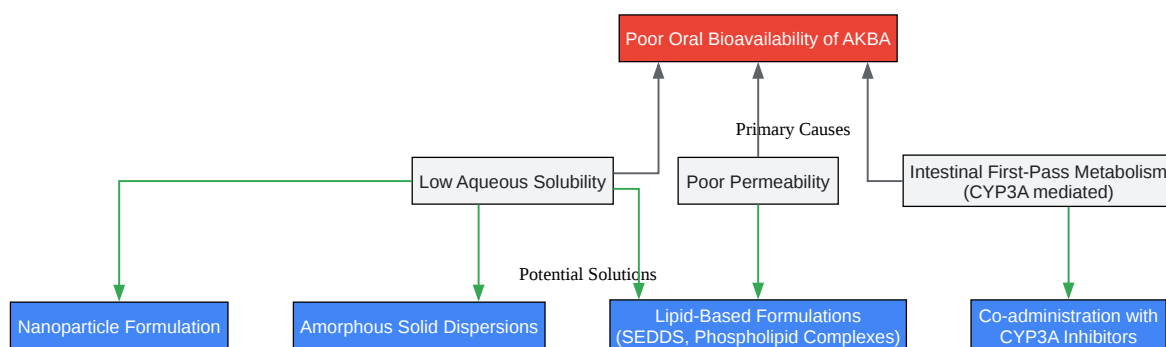 Poor Oral Bioavailability of AKBA
Primary Causes
Low Aqueous Solubility
Poor Permeability
Intestinal First-Pass Metabolism
(CYP3A mediated)
Potential Solutions
Nanoparticle Formulation
Amorphous Solid Dispersions
Lipid-Based Formulations
(SEDDS, Phospholipid Complexes)
Co-administration with
CYP3A Inhibitors